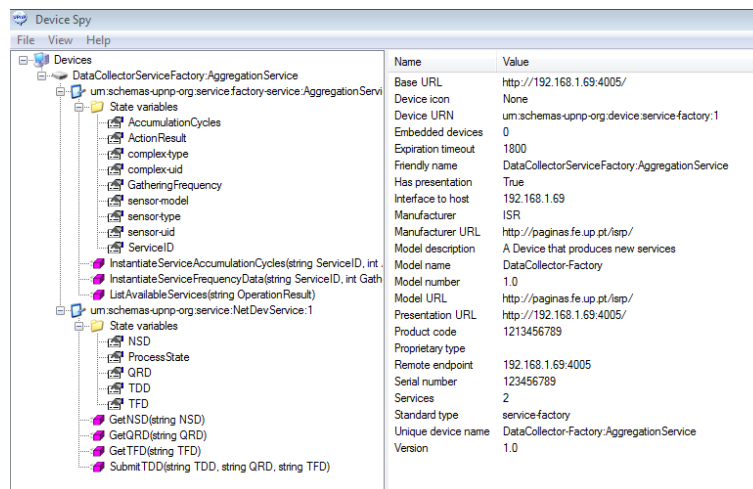 Device Spy
File View Help
Devices
DataCollectorServiceFactory:AggregationService
urn:schemas-upnp-org:service:factory-service:AggregationServi
State variables
AccumulationCycles
ActionResult
complex-type
complex-uid
GatheringFrequency
sensor-model
sensor-type
sensor-uid
ServiceID
InstantiateServiceAccumulationCycles(string ServiceID, int .
InstantiateServiceFrequencyData(string ServiceID, int Gath
ListAvailableServices(string OperationResult)
urn:schemas-upnp-org:service:NetDevService:1
State variables
NSD
ProcessState
QRD
TDD
TFD
GetNSD(string NSD)
GetQRD(string QRD)
GetTFD(string TFD)
SubmitTDD(string TDD, string QRD, string TFD)
Name Value
Base URL http://192.168.1.69:4005/
Device icon None
Device URN urn:schemas-upnp-org:device:service-factory:1
Embedded devices 0
Expiration timeout 1800
Friendly name DataCollectorServiceFactory:AggregationService
Has presentation True
Interface to host 192.168.1.69
Manufacturer ISR
Manufacturer URL http://paginas.fe.up.pt/isrp/
Model description A Device that produces new services
Model name DataCollector-Factory
Model number 1.0
Model URL http://paginas.fe.up.pt/isrp/
Presentation URL http://192.168.1.69:4005/
Product code 1213456789
Proprietary type
Remote endpoint 192.168.1.69:4005
Serial number 123456789
Services 2
Standard type service-factory
Unique device name DataCollector-Factory:AggregationService
Version 1.0